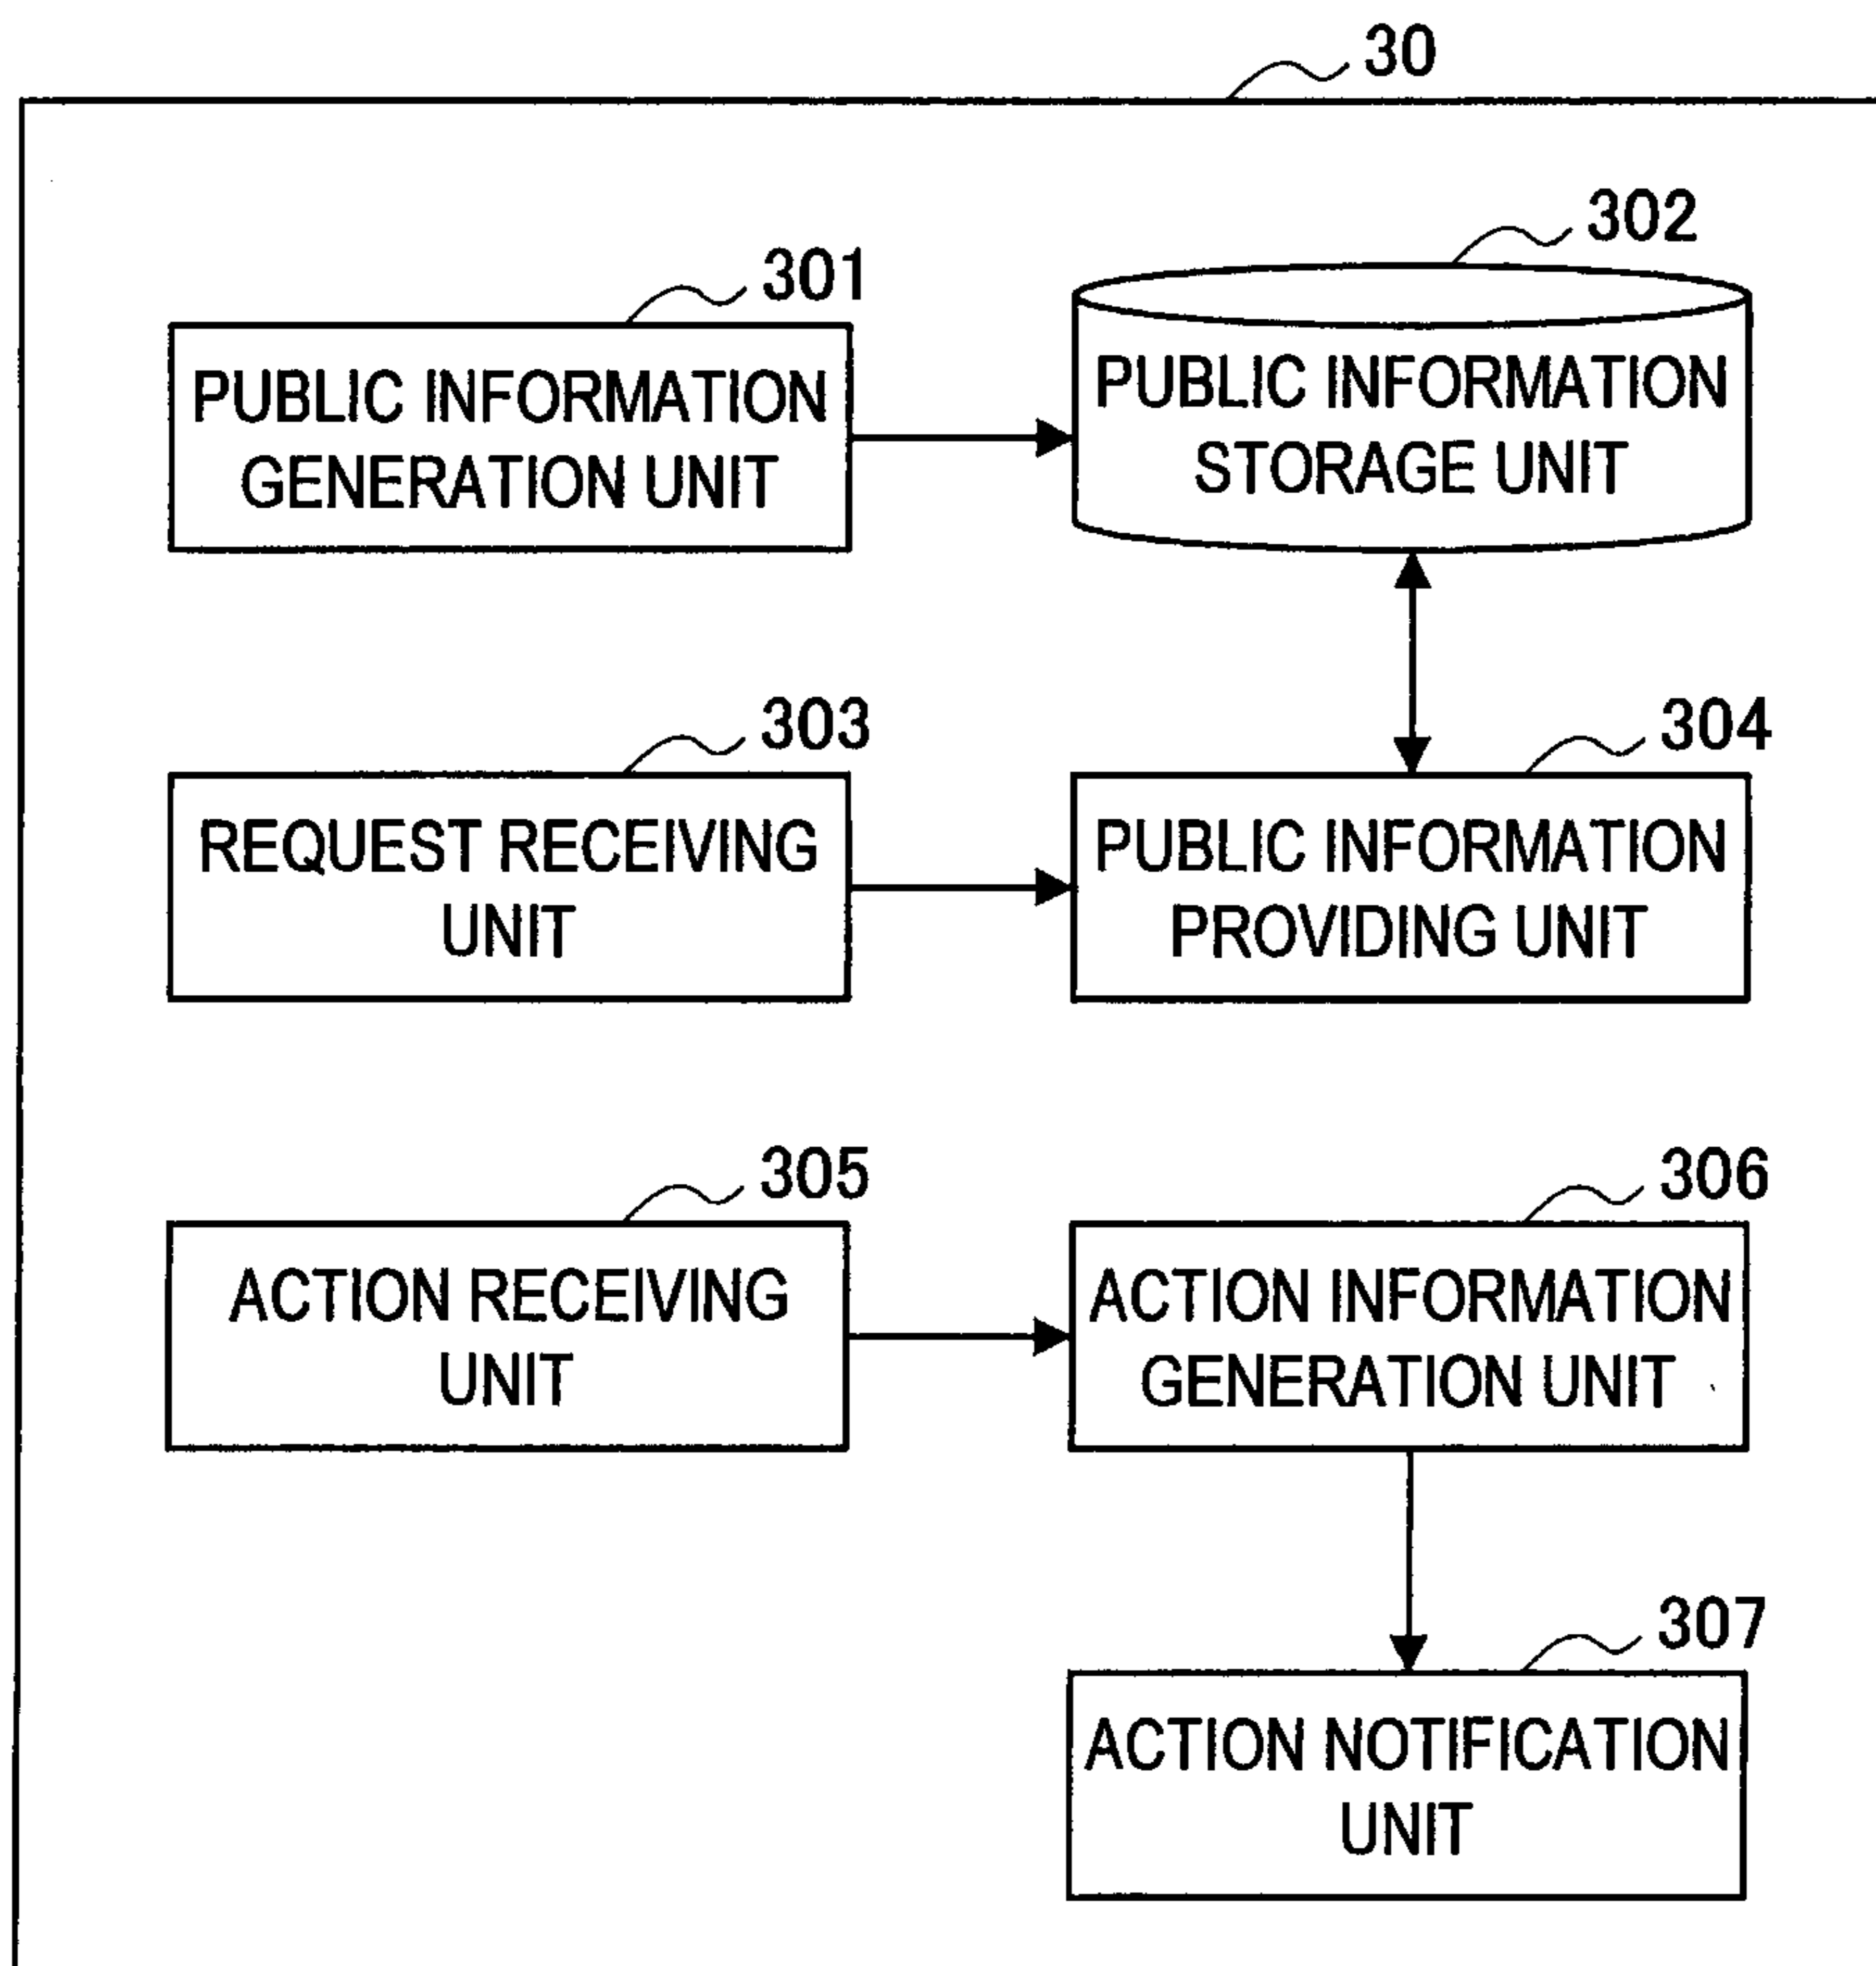 30
301
PUBLIC INFORMATION
GENERATION UNIT
302
PUBLIC INFORMATION
STORAGE UNIT
303
REQUEST RECEIVING
UNIT
304
PUBLIC INFORMATION
PROVIDING UNIT
305
ACTION RECEIVING
UNIT
306
ACTION INFORMATION
GENERATION UNIT
307
ACTION NOTIFICATION
UNIT